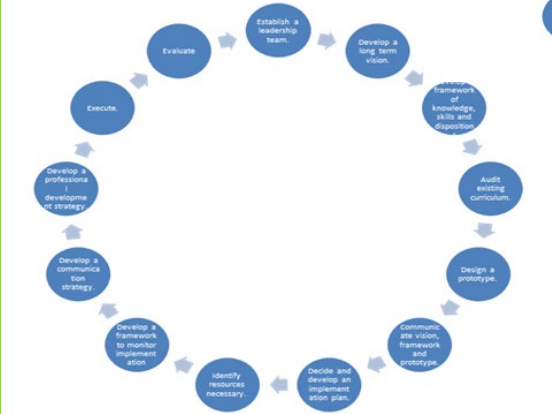 Establish a
leadership
team.
Develop a
long term
vision.
framework
of
knowledge,
skills and
disposition
Audit
existing
curriculum.
Design a
prototype.
Communic
ate vision,
framework
and
prototype.
Decide and
develop an
implement
ation plan.
Identify
resources
necessary.
Develop a
framework
to monitor
implement
ation
Develop a
communica
tion
strategy.
Develop a
professiona
l
developme
nt strategy.
Execute.
Evaluate